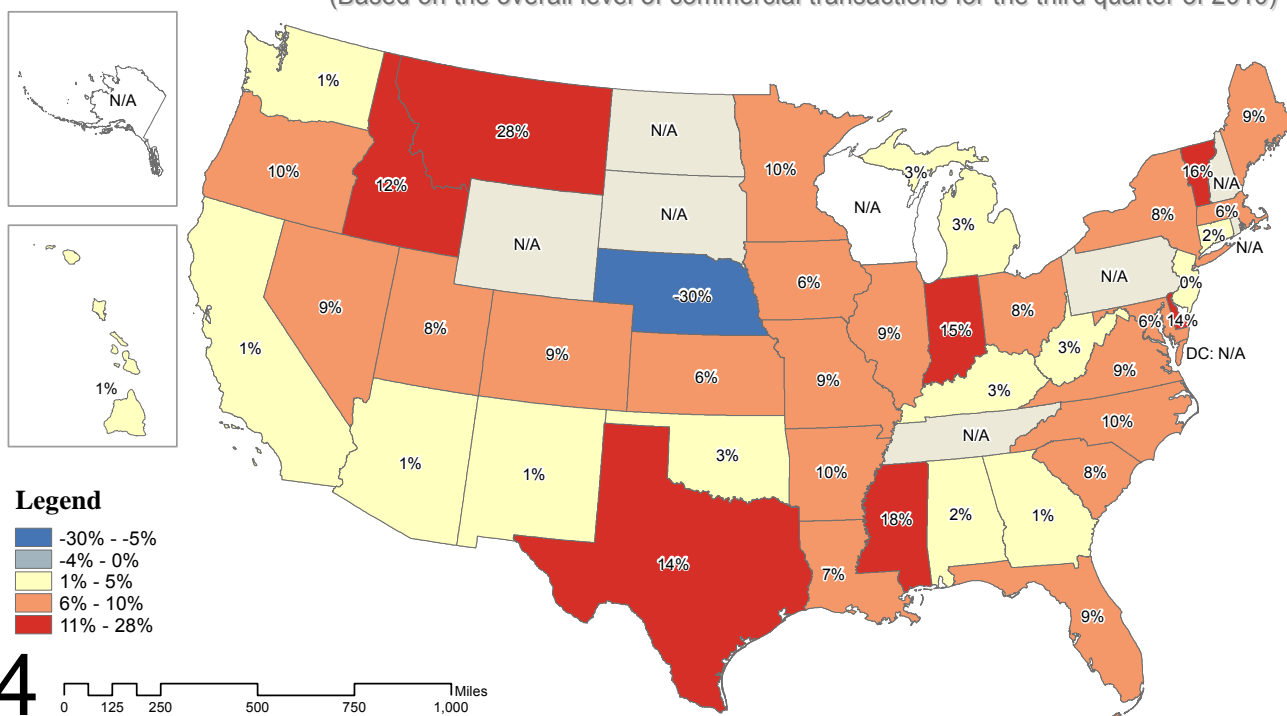 (Based on the overall level of commercial transactions for the third quarter of 2010)
N/A
1%
1%
10%
12%
28%
N/A
N/A
N/A
-30%
1%
9%
8%
9%
6%
1%
1%
3%
14%
10%
6%
9%
10%
7%
N/A
9%
3%
3%
15%
8%
3%
N/A
18%
2%
1%
9%
8%
10%
9%
3%
N/A
8%
9%
16%
N/A
6%
2%
N/A
0%
6%
14%
DC: N/A
Legend
-30% - -5%
-4% - 0%
1% - 5%
6% - 10%
11% - 28%
4
Miles
0 125 250 500 750 1,000